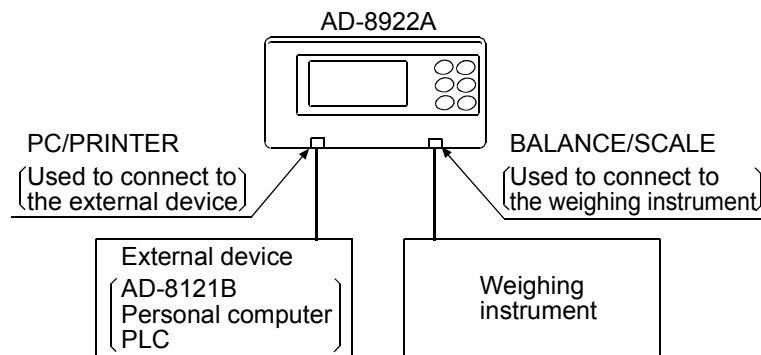 AD-8922A
PC/PRINTER
(Used to connect to
the external device)
BALANCE/SCALE
(Used to connect to
the weighing instrument)
External device
(AD-8121B
Personal computer
PLC)
Weighing
instrument